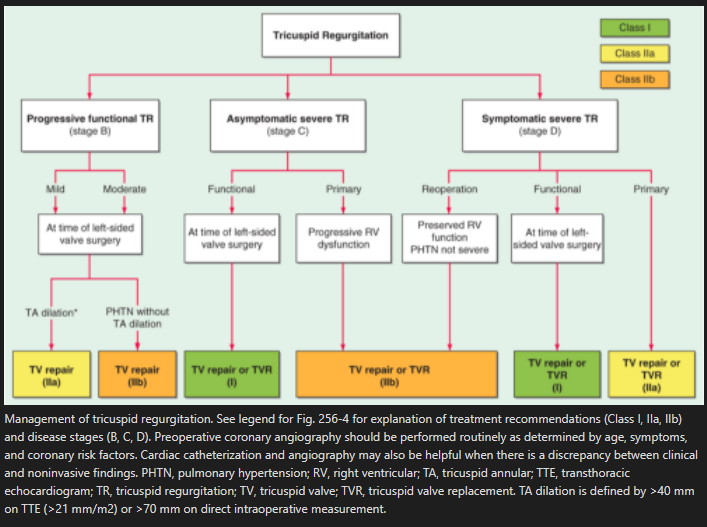 Tricuspid Regurgitation
Class I
Class IIa
Class IIb
Progressive functional TR
(stage B)
Asymptomatic severe TR
(stage C)
Symptomatic severe TR
(stage D)
Mild
Moderate
Functional
Primary
Reoperation
Functional
Primary
At time of left-sided
valve surgery
At time of left-sided
valve surgery
Progressive RV
dysfunction
Preserved RV
function
PHTN not severe
At time of left-
sided valve surgery
TA dilation*
PHTN without
TA dilation
TV repair
(IIa)
TV repair
(IIb)
TV repair or TVR
(I)
TV repair or TVR
(IIb)
TV repair or
TVR
(I)
TV repair or
TVR
(IIa)
Management of tricuspid regurgitation. See legend for Fig. 256-4 for explanation of treatment recommendations (Class I, IIa, IIb)
and disease stages (B, C, D). Preoperative coronary angiography should be performed routinely as determined by age, symptoms,
and coronary risk factors. Cardiac catheterization and angiography may also be helpful when there is a discrepancy between clinical
and noninvasive findings. PHTN, pulmonary hypertension; RV, right ventricular; TA, tricuspid annular; TTE, transthoracic
echocardiogram; TR, tricuspid regurgitation; TV, tricuspid valve; TVR, tricuspid valve replacement. TA dilation is defined by >40 mm
on TTE (>21 mm/m2) or >70 mm on direct intraoperative measurement.